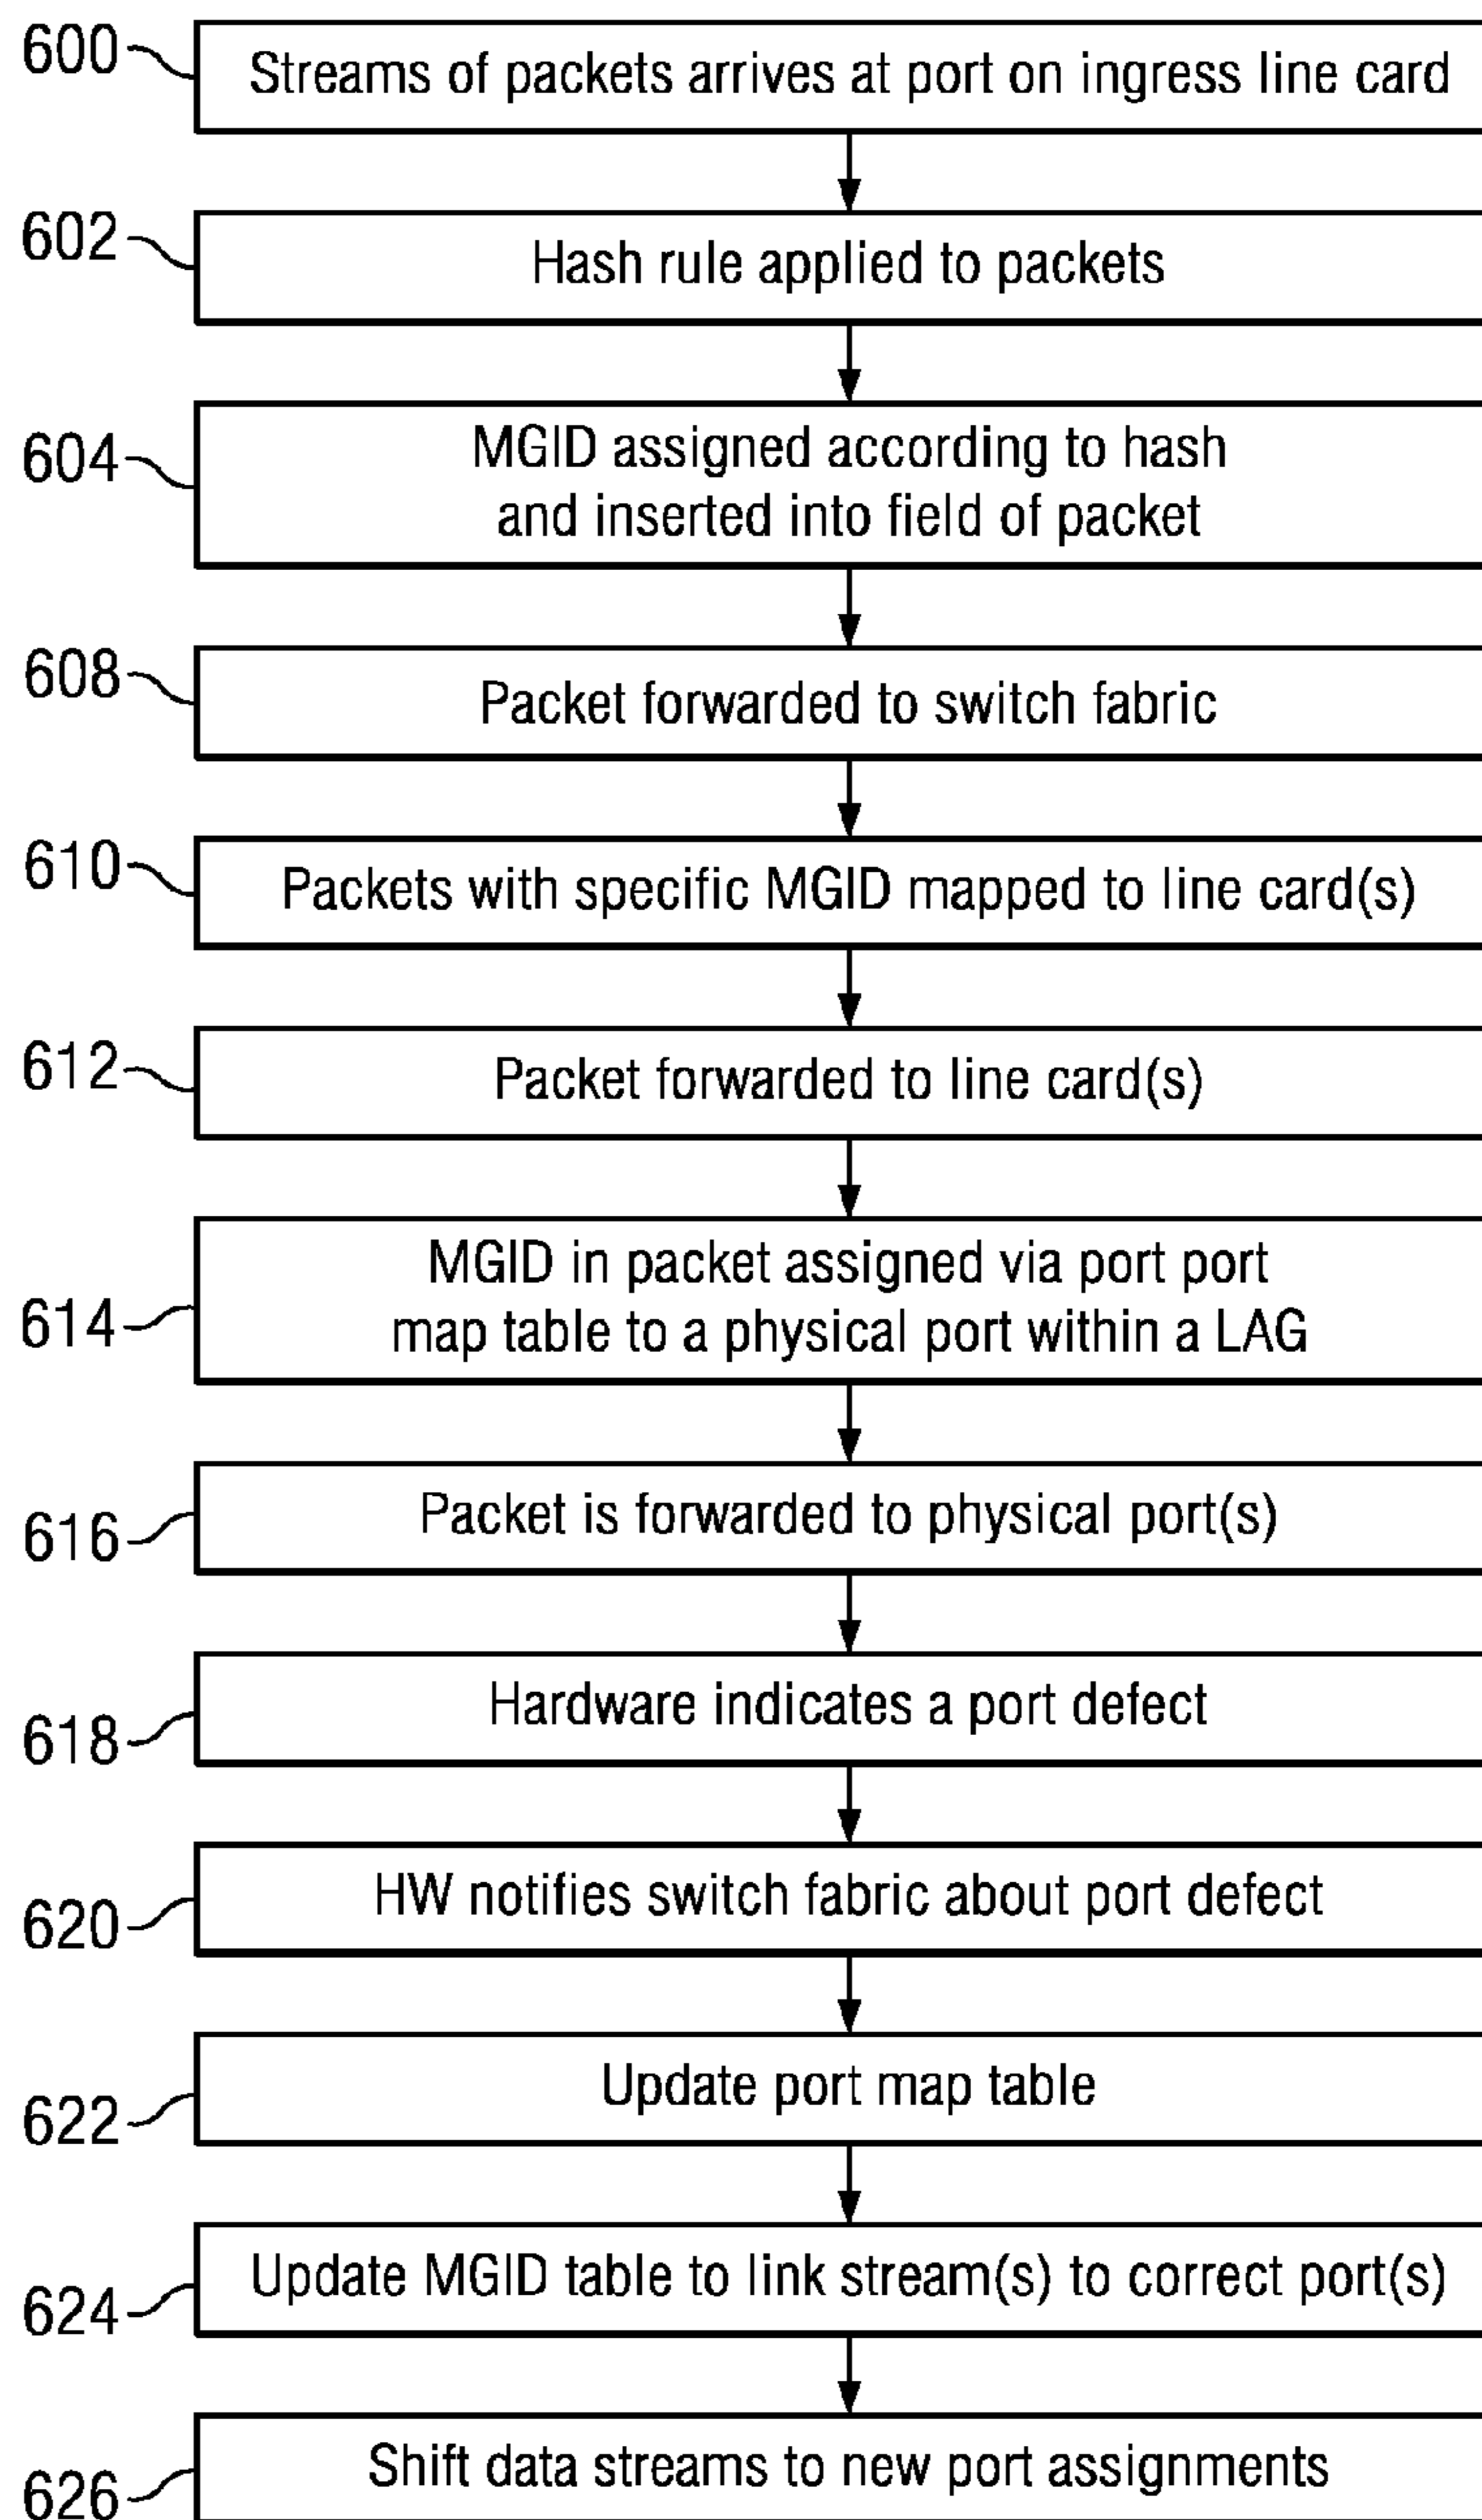 600
Streams of packets arrives at port on ingress line card
602
Hash rule applied to packets
604
MGID assigned according to hash
and inserted into field of packet
608
Packet forwarded to switch fabric
610
Packets with specific MGID mapped to line card(s)
612
Packet forwarded to line card(s)
614
MGID in packet assigned via port port
map table to a physical port within a LAG
616
Packet is forwarded to physical port(s)
618
Hardware indicates a port defect
620
HW notifies switch fabric about port defect
622
Update port map table
624
Update MGID table to link stream(s) to correct port(s)
626
Shift data streams to new port assignments